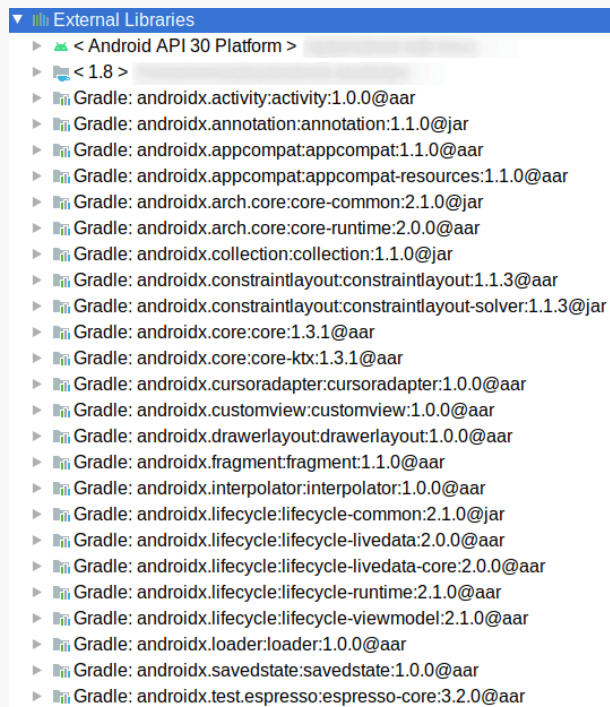 External Libraries
< Android API 30 Platform >
< 1.8 >
Gradle: androidx.activity:activity:1.0.0@aar
Gradle: androidx.annotation:annotation:1.1.0@jar
Gradle: androidx.appcompat:appcompat:1.1.0@aar
Gradle: androidx.appcompat:appcompat-resources:1.1.0@aar
Gradle: androidx.arch.core:core-common:2.1.0@jar
Gradle: androidx.arch.core:core-runtime:2.0.0@aar
Gradle: androidx.collection:collection:1.1.0@jar
Gradle: androidx.constraintlayout:constraintlayout:1.1.3@aar
Gradle: androidx.constraintlayout:constraintlayout-solver:1.1.3@jar
Gradle: androidx.core:core:1.3.1@aar
Gradle: androidx.core:core-ktx:1.3.1@aar
Gradle: androidx.cursoradapter:cursoradapter:1.0.0@aar
Gradle: androidx.customview:customview:1.0.0@aar
Gradle: androidx.drawerlayout:drawerlayout:1.0.0@aar
Gradle: androidx.fragment:fragment:1.1.0@aar
Gradle: androidx.interpolator:interpolator:1.0.0@aar
Gradle: androidx.lifecycle:lifecycle-common:2.1.0@jar
Gradle: androidx.lifecycle:lifecycle-livedata:2.0.0@aar
Gradle: androidx.lifecycle:lifecycle-livedata-core:2.0.0@aar
Gradle: androidx.lifecycle:lifecycle-runtime:2.1.0@aar
Gradle: androidx.lifecycle:lifecycle-viewmodel:2.1.0@aar
Gradle: androidx.loader:loader:1.0.0@aar
Gradle: androidx.savedstate:savedstate:1.0.0@aar
Gradle: androidx.test.espresso:espresso-core:3.2.0@aar